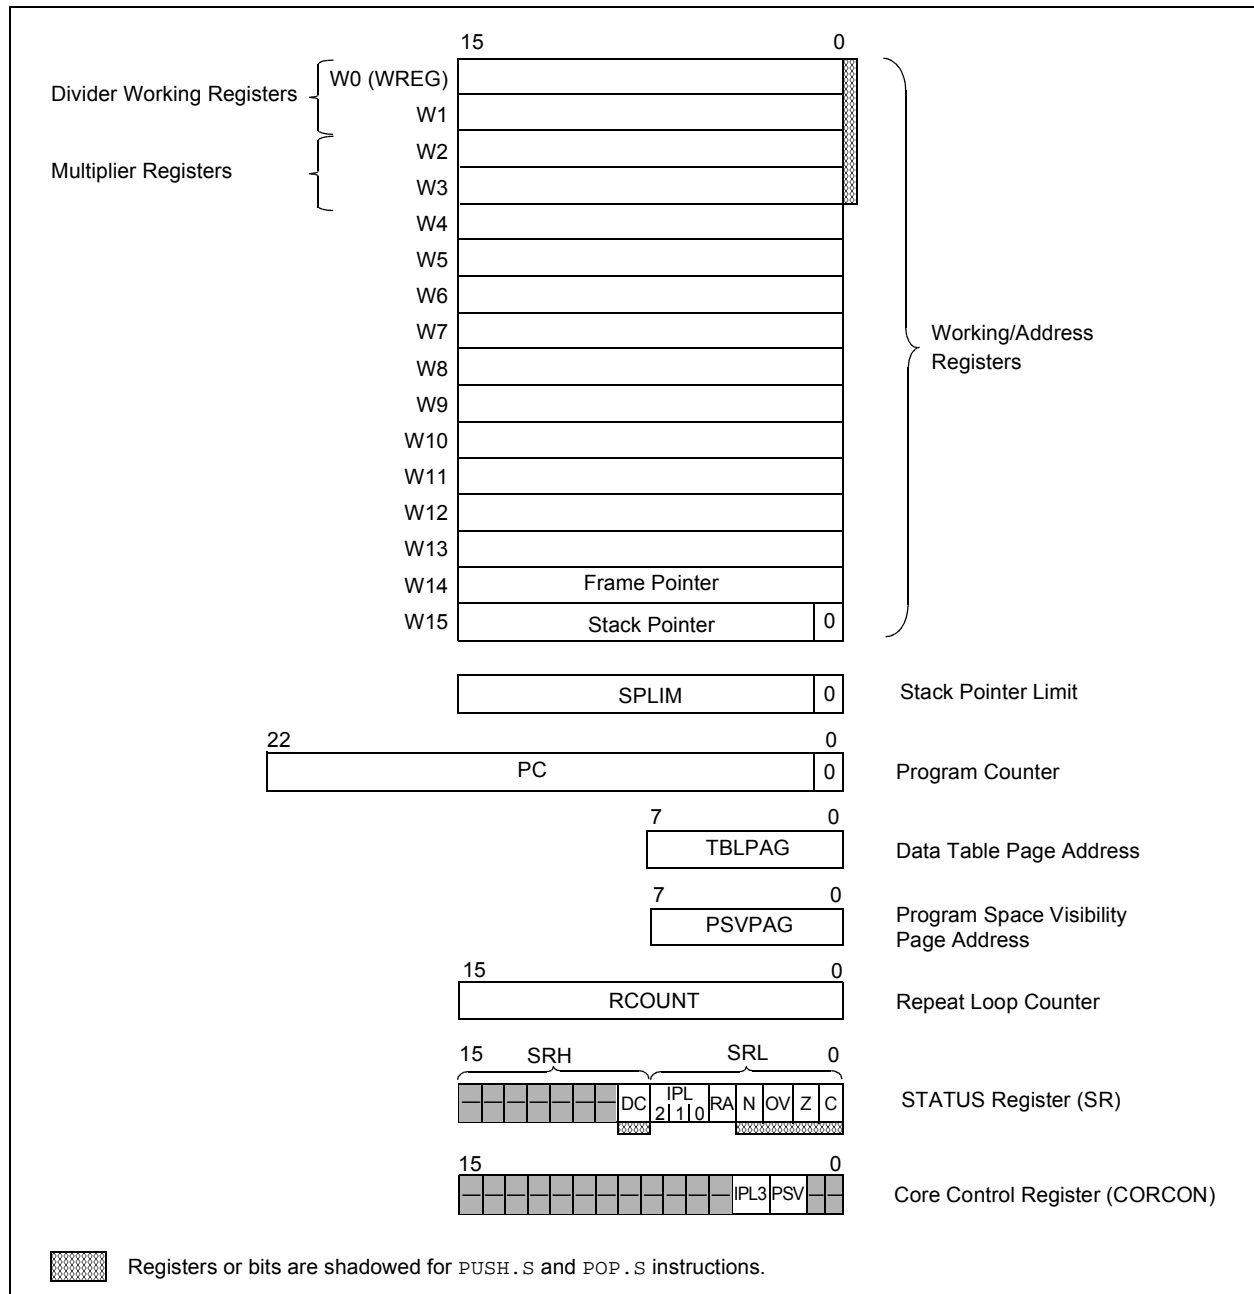 15 0
Divider Working Registers
W0 (WREG)
W1
Multiplier Registers
W2
W3
W4
W5
W6
W7
Working/Address
Registers
W8
W9
W10
W11
W12
W13
W14 Frame Pointer
W15 Stack Pointer 0
SPLIM 0 Stack Pointer Limit
22 0
PC 0 Program Counter
7 0
TBLPAG Data Table Page Address
7 0
PSVPAG Program Space Visibility
Page Address
15 0
RCOUNT Repeat Loop Counter
15 SRH SRL 0
— — — — — — — DC IPL 2 1 0 RA N OV Z C STATUS Register (SR)
15 0
— — — — — — — — — — — — IPL3 PSV — — Core Control Register (CORCON)
Registers or bits are shadowed for PUSH.S and POP.S instructions.